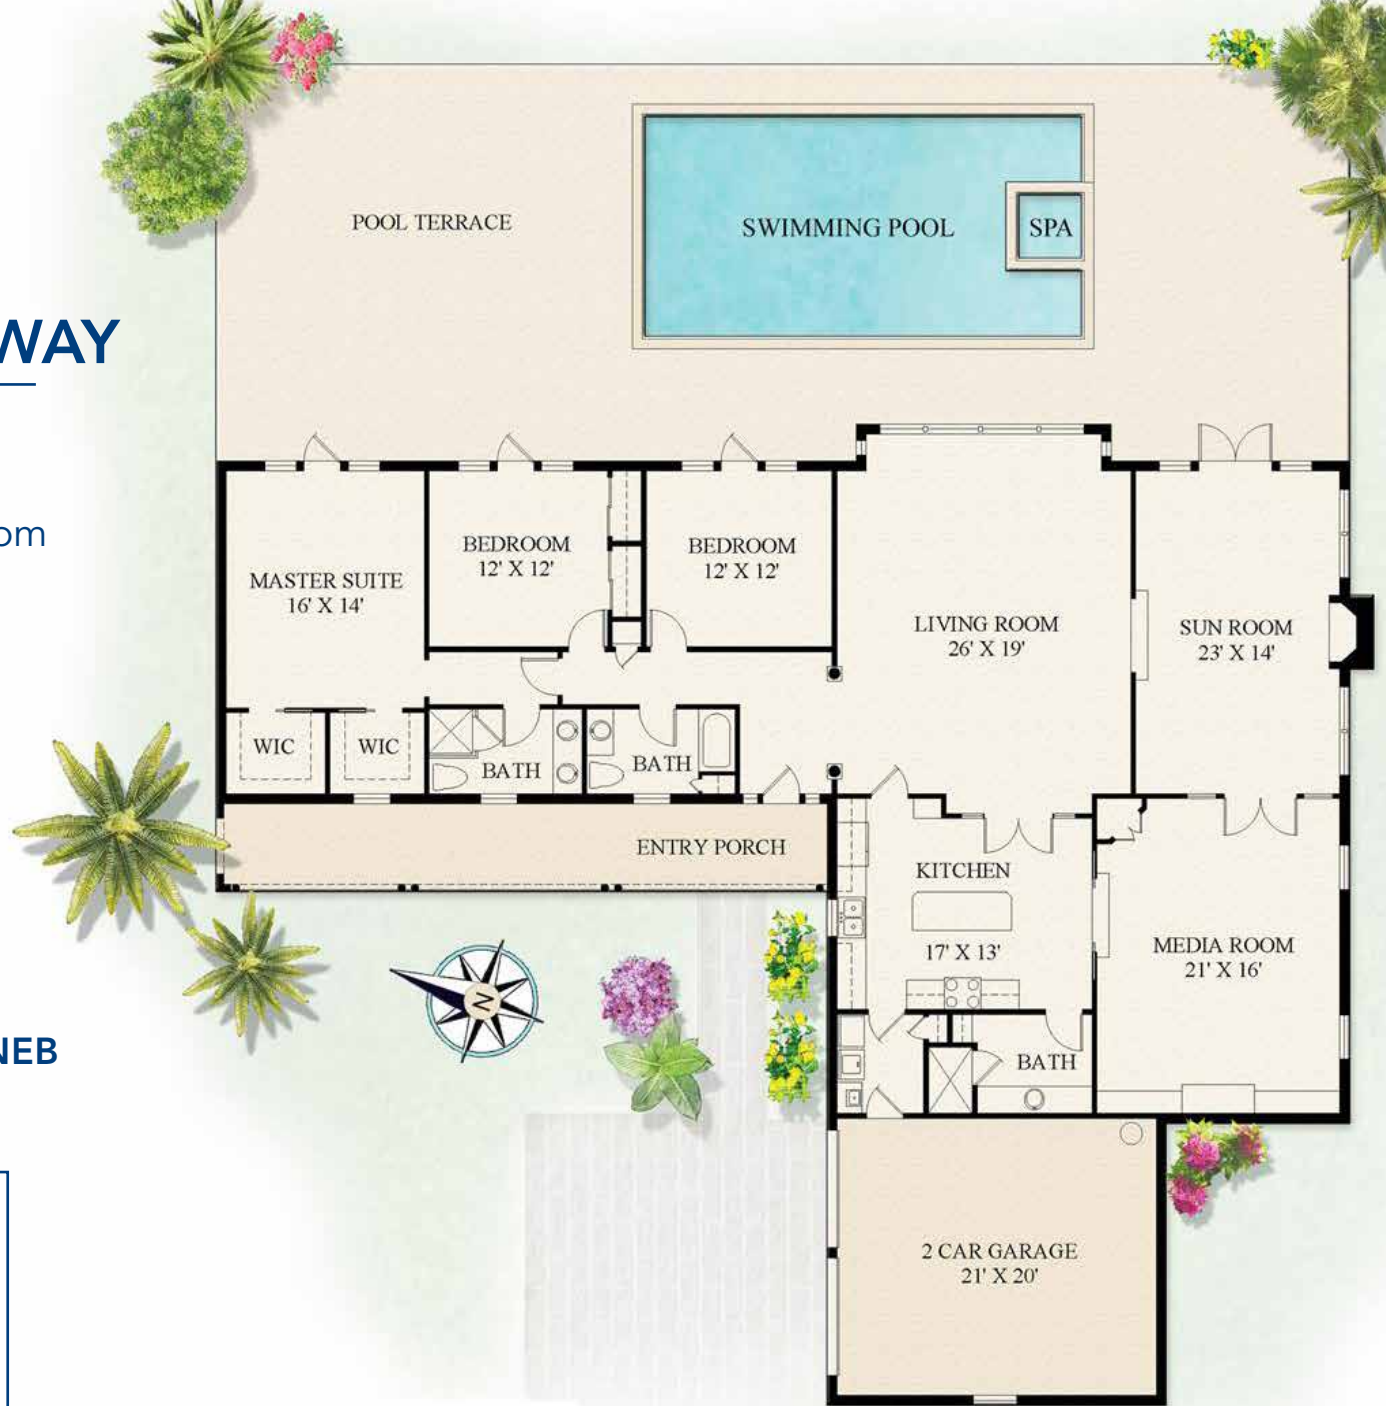 POOL TERRACE
SWIMMING POOL
SPA
WAY
om
BEDROOM
12' X 12'
BEDROOM
12' X 12'
MASTER SUITE
16' X 14'
LIVING ROOM
26' X 19'
SUN ROOM
23' X 14'
WIC
WIC
BATH
BATH
ENTRY PORCH
KITCHEN
17' X 13'
MEDIA ROOM
21' X 16'
N
NEB
BATH
2 CAR GARAGE
21' X 20'